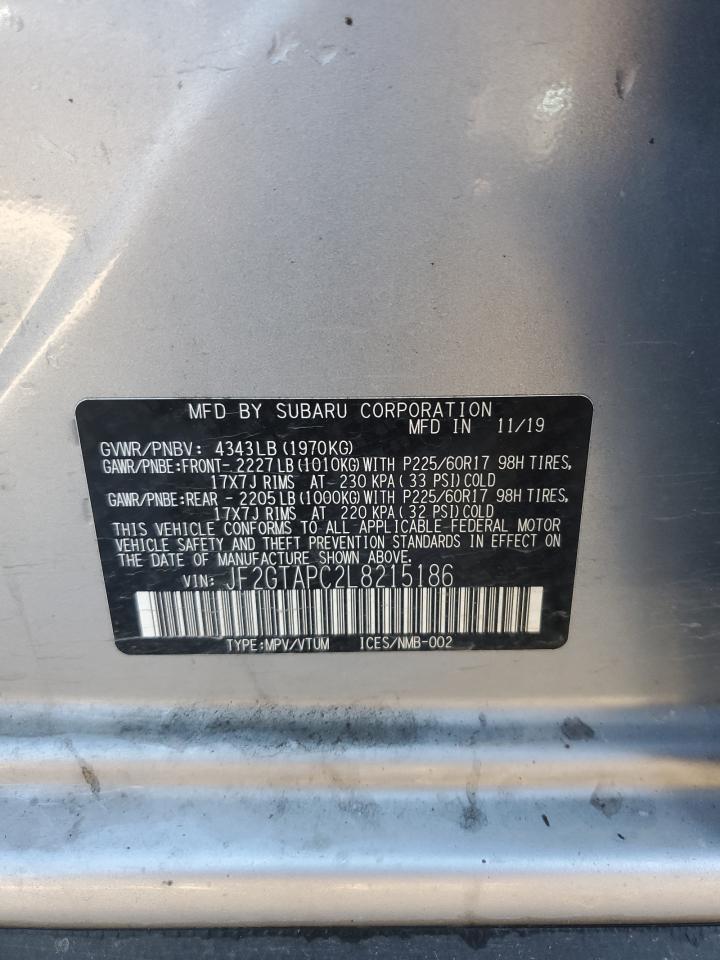 MFD BY SUBARU CORPORATION
MFD IN 11/19
GVWR/PNBV: 4343LB (1970KG)
GAWR/PNBE:FRONT- 2227LB (1010KG) WITH P225/60R17 98H TIRES,
17X7J RIMS AT 230 KPA ( 33 PSI) COLD
GAWR/PNBE:REAR - 2205LB (1000KG) WITH P225/60R17 98H TIRES,
17X7J RIMS AT 220 KPA ( 32 PSI) COLD
THIS VEHICLE CONFORMS TO ALL APPLICABLE FEDERAL MOTOR
VEHICLE SAFETY AND THEFT PREVENTION STANDARDS IN EFFECT ON
THE DATE OF MANUFACTURE SHOWN ABOVE.
VIN: JF2GTAPC2L8215186
TYPE:MPV/VTUM ICES/NMB-002